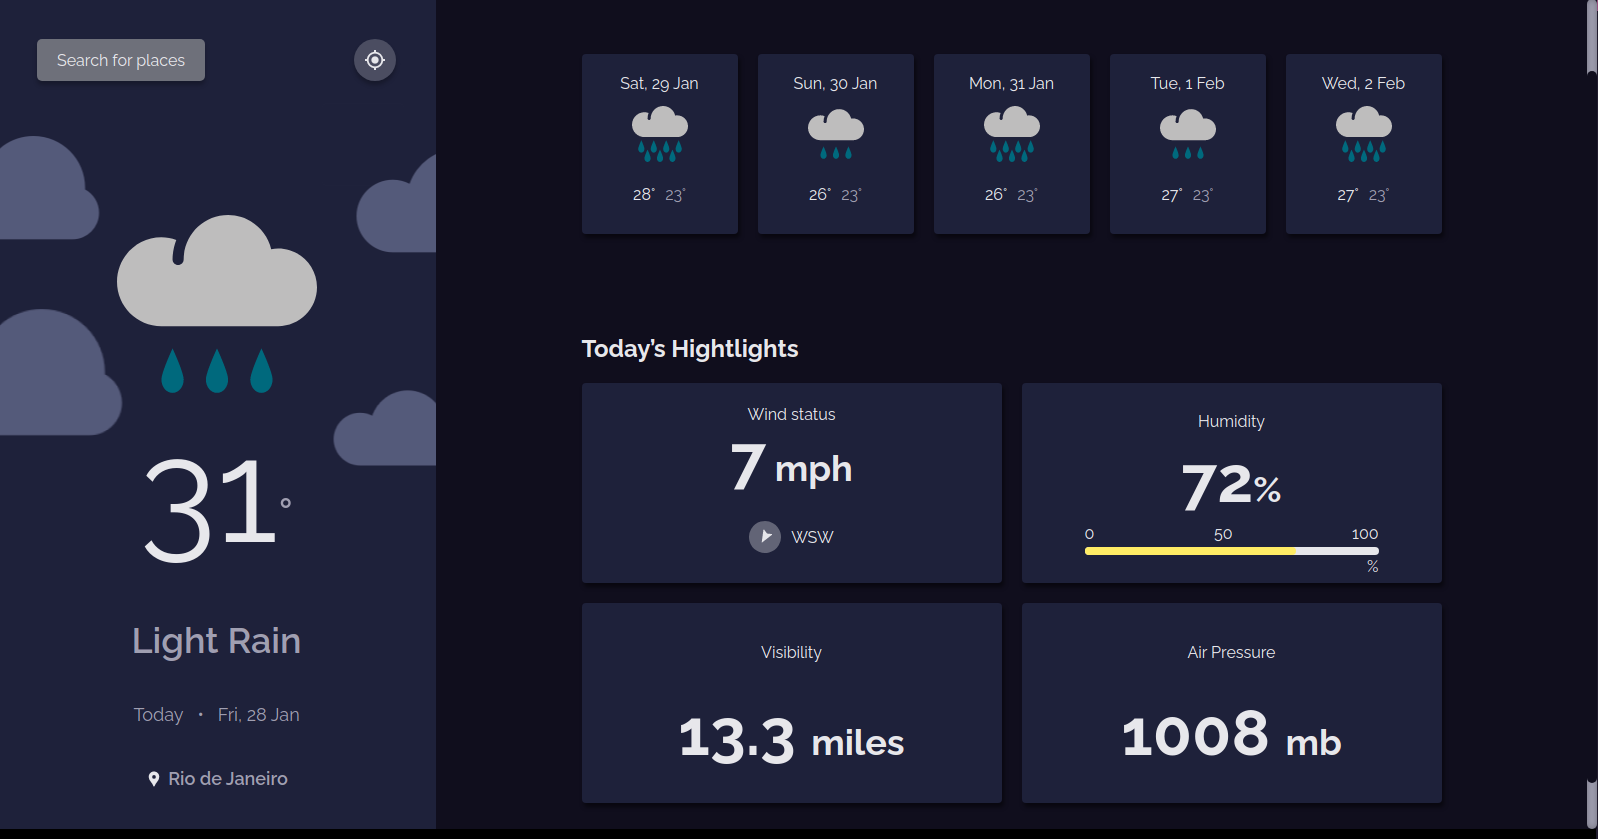 Search for places
31°
Light Rain
Today • Fri, 28 Jan
Rio de Janeiro
Sat, 29 Jan
28° 23°
Sun, 30 Jan
26° 23°
Mon, 31 Jan
26° 23°
Tue, 1 Feb
27° 23°
Wed, 2 Feb
27° 23°
Today’s Hightlights
Wind status
7 mph
WSW
Humidity
72%
0 50 100
%
Visibility
13.3 miles
Air Pressure
1008 mb